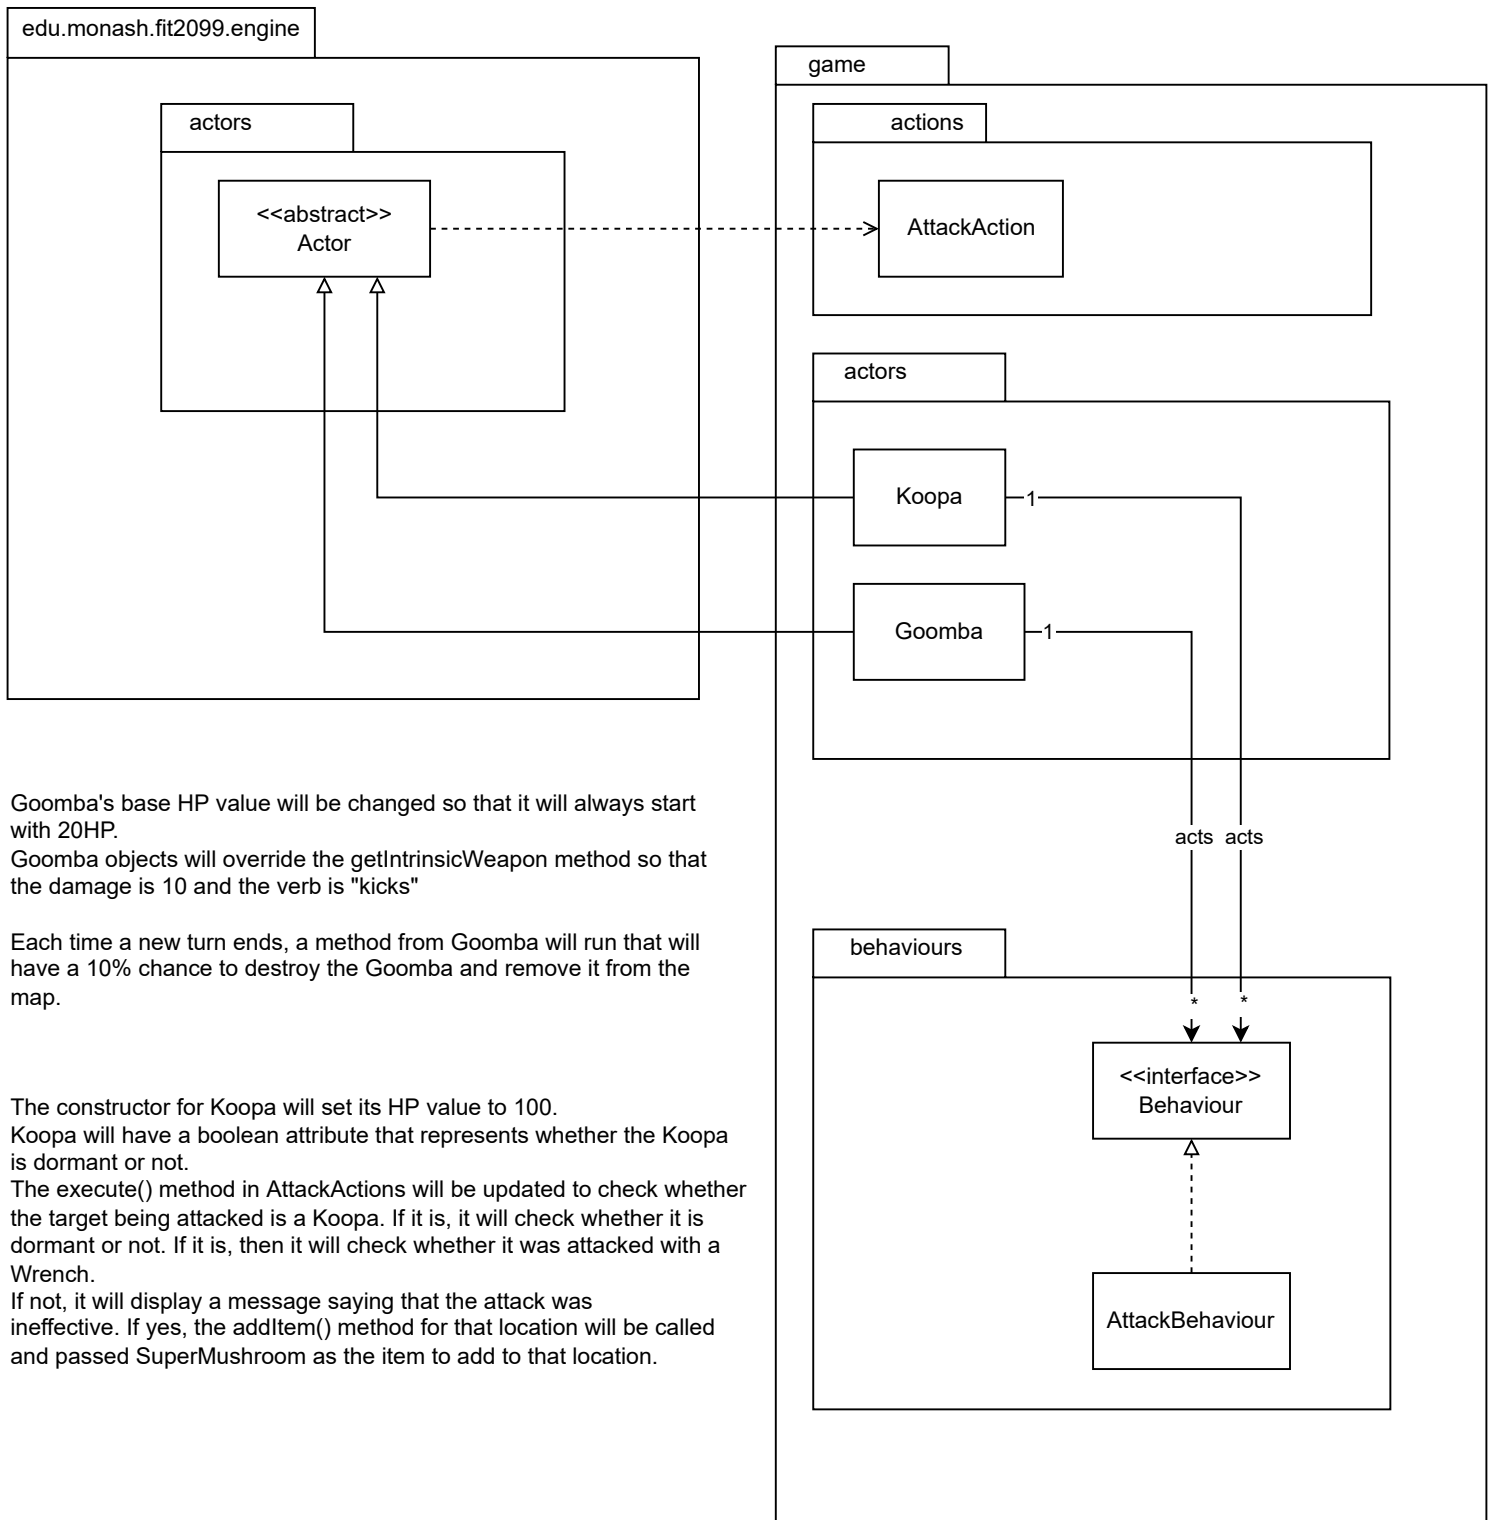 edu.monash.fit2099.engine
game
actors
actions
<<abstract>>
Actor
AttackAction
actors
Koopa
1
Goomba
1
acts
acts
Goomba's base HP value will be changed so that it will always start
with 20HP.
Goomba objects will override the getIntrinsicWeapon method so that
the damage is 10 and the verb is "kicks"
Each time a new turn ends, a method from Goomba will run that will
have a 10% chance to destroy the Goomba and remove it from the
map.
behaviours
*
*
<<interface>>
Behaviour
The constructor for Koopa will set its HP value to 100.
Koopa will have a boolean attribute that represents whether the Koopa
is dormant or not.
The execute() method in AttackActions will be updated to check whether
the target being attacked is a Koopa. If it is, it will check whether it is
dormant or not. If it is, then it will check whether it was attacked with a
Wrench.
If not, it will display a message saying that the attack was
ineffective. If yes, the addItem() method for that location will be called
and passed SuperMushroom as the item to add to that location.
AttackBehaviour